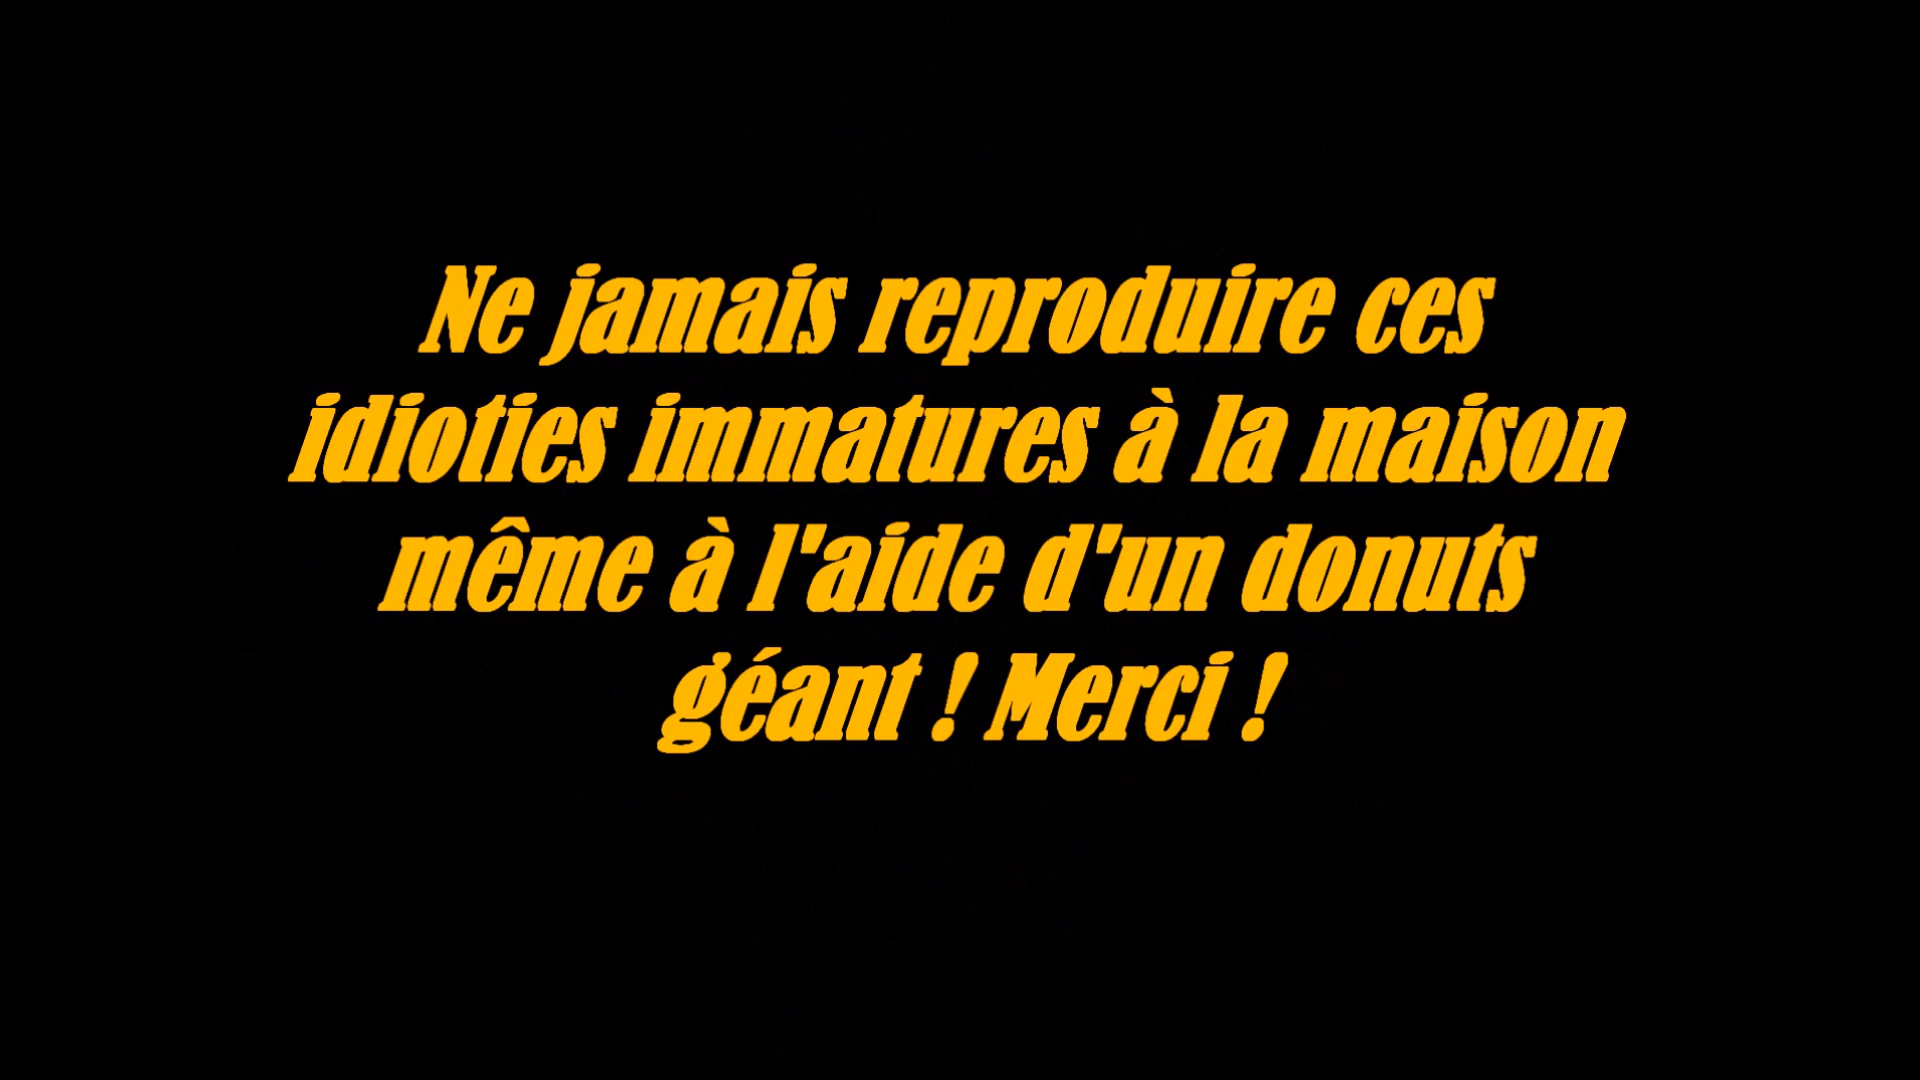 Ne jamais reproduire ces
idioties immatures à la maison
même à l'aide d'un donuts
géant ! Merci !